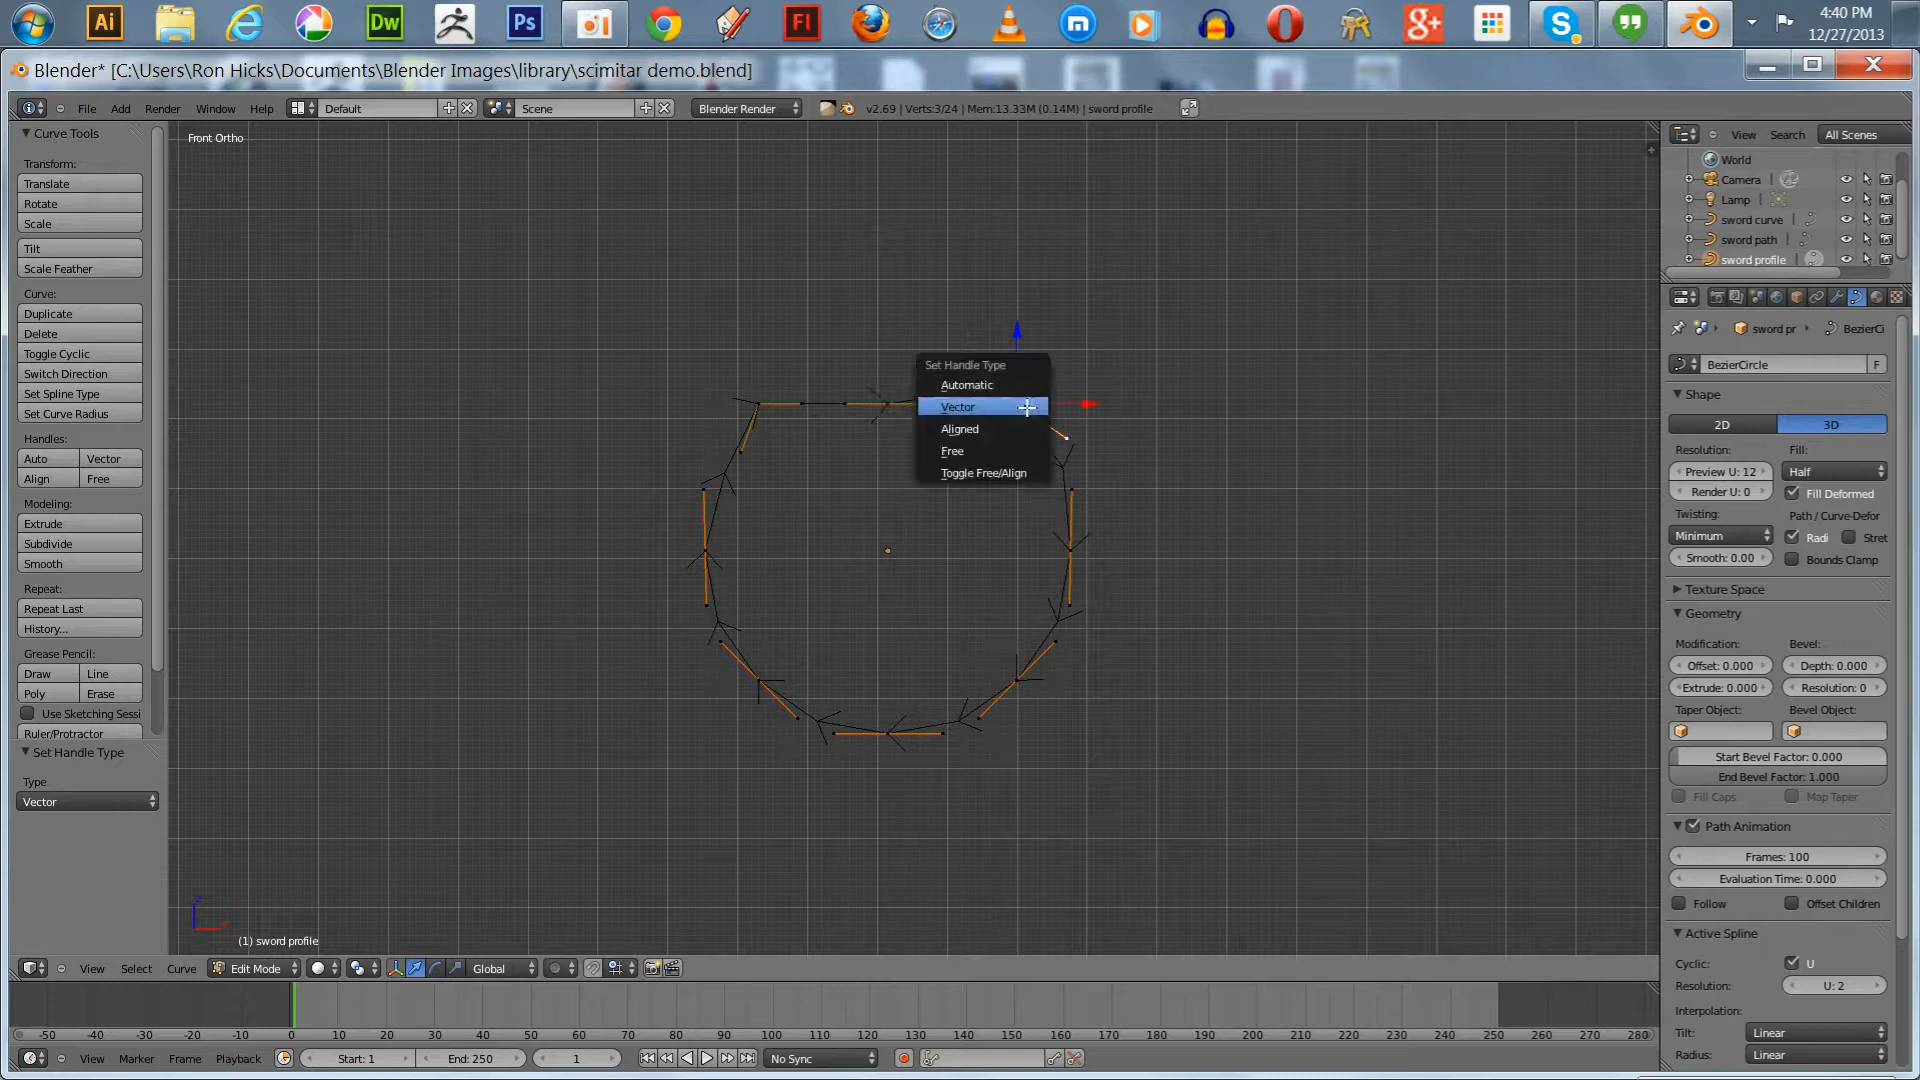 Ai
Dw
Ps
Fl
4:40 PM
12/27/2013
Blender* [C:\Users\Ron Hicks\Documents\Blender Images\library\scimitar demo.blend]
File Add Render Window Help Default Scene Blender Render v2.69 | Verts:3/24 | Mem:13.33M (0.14M) | sword profile
Curve Tools
Transform:
Translate
Rotate
Scale
Tilt
Scale Feather
Curve:
Duplicate
Delete
Toggle Cyclic
Switch Direction
Set Spline Type
Set Curve Radius
Handles:
Auto Vector
Align Free
Modeling:
Extrude
Subdivide
Smooth
Repeat:
Repeat Last
History...
Grease Pencil:
Draw Line
Poly Erase
Use Sketching Sessi
Ruler/Protractor
Set Handle Type
Type
Vector
Front Ortho
Set Handle Type
Automatic
Vector
Aligned
Free
Toggle Free/Align
(1) sword profile
View Select Curve Edit Mode Global
-50 -40 -30 -20 -10 0 10 20 30 40 50 60 70 80 90 100 110 120 130 140 150 160 170 180 190 200 210 220 230 240 250 260 270 280
View Marker Frame Playback Start: 1 End: 250 1 No Sync
View Search All Scenes
World
Camera
Lamp
sword curve
sword path
sword profile
sword pr BezierCi
BezierCircle F
Shape
2D 3D
Resolution: Fill:
Preview U: 12 Half
Render U: 0 Fill Deformed
Twisting: Path / Curve-Defor
Minimum Radi Stret
Smooth: 0.00 Bounds Clamp
Texture Space
Geometry
Modification: Bevel:
Offset: 0.000 Depth: 0.000
Extrude: 0.000 Resolution: 0
Taper Object: Bevel Object:
Start Bevel Factor: 0.000
End Bevel Factor: 1.000
Fill Caps Map Taper
Path Animation
Frames: 100
Evaluation Time: 0.000
Follow Offset Children
Active Spline
Cyclic: U
Resolution: U: 2
Interpolation:
Tilt: Linear
Radius: Linear